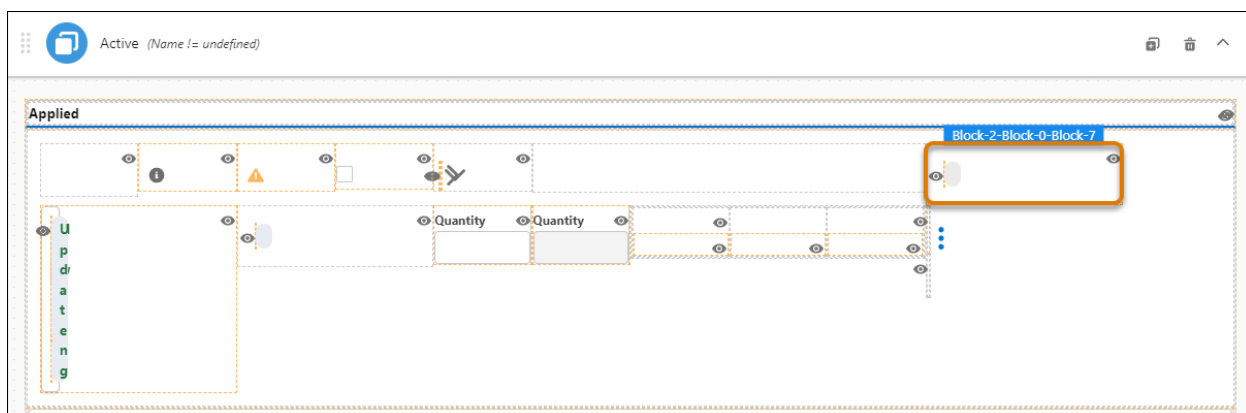 Active (Name != undefined)
Applied
Block-2-Block-0-Block-7
Quantity Quantity
U
p
d
a
t
e
n
g